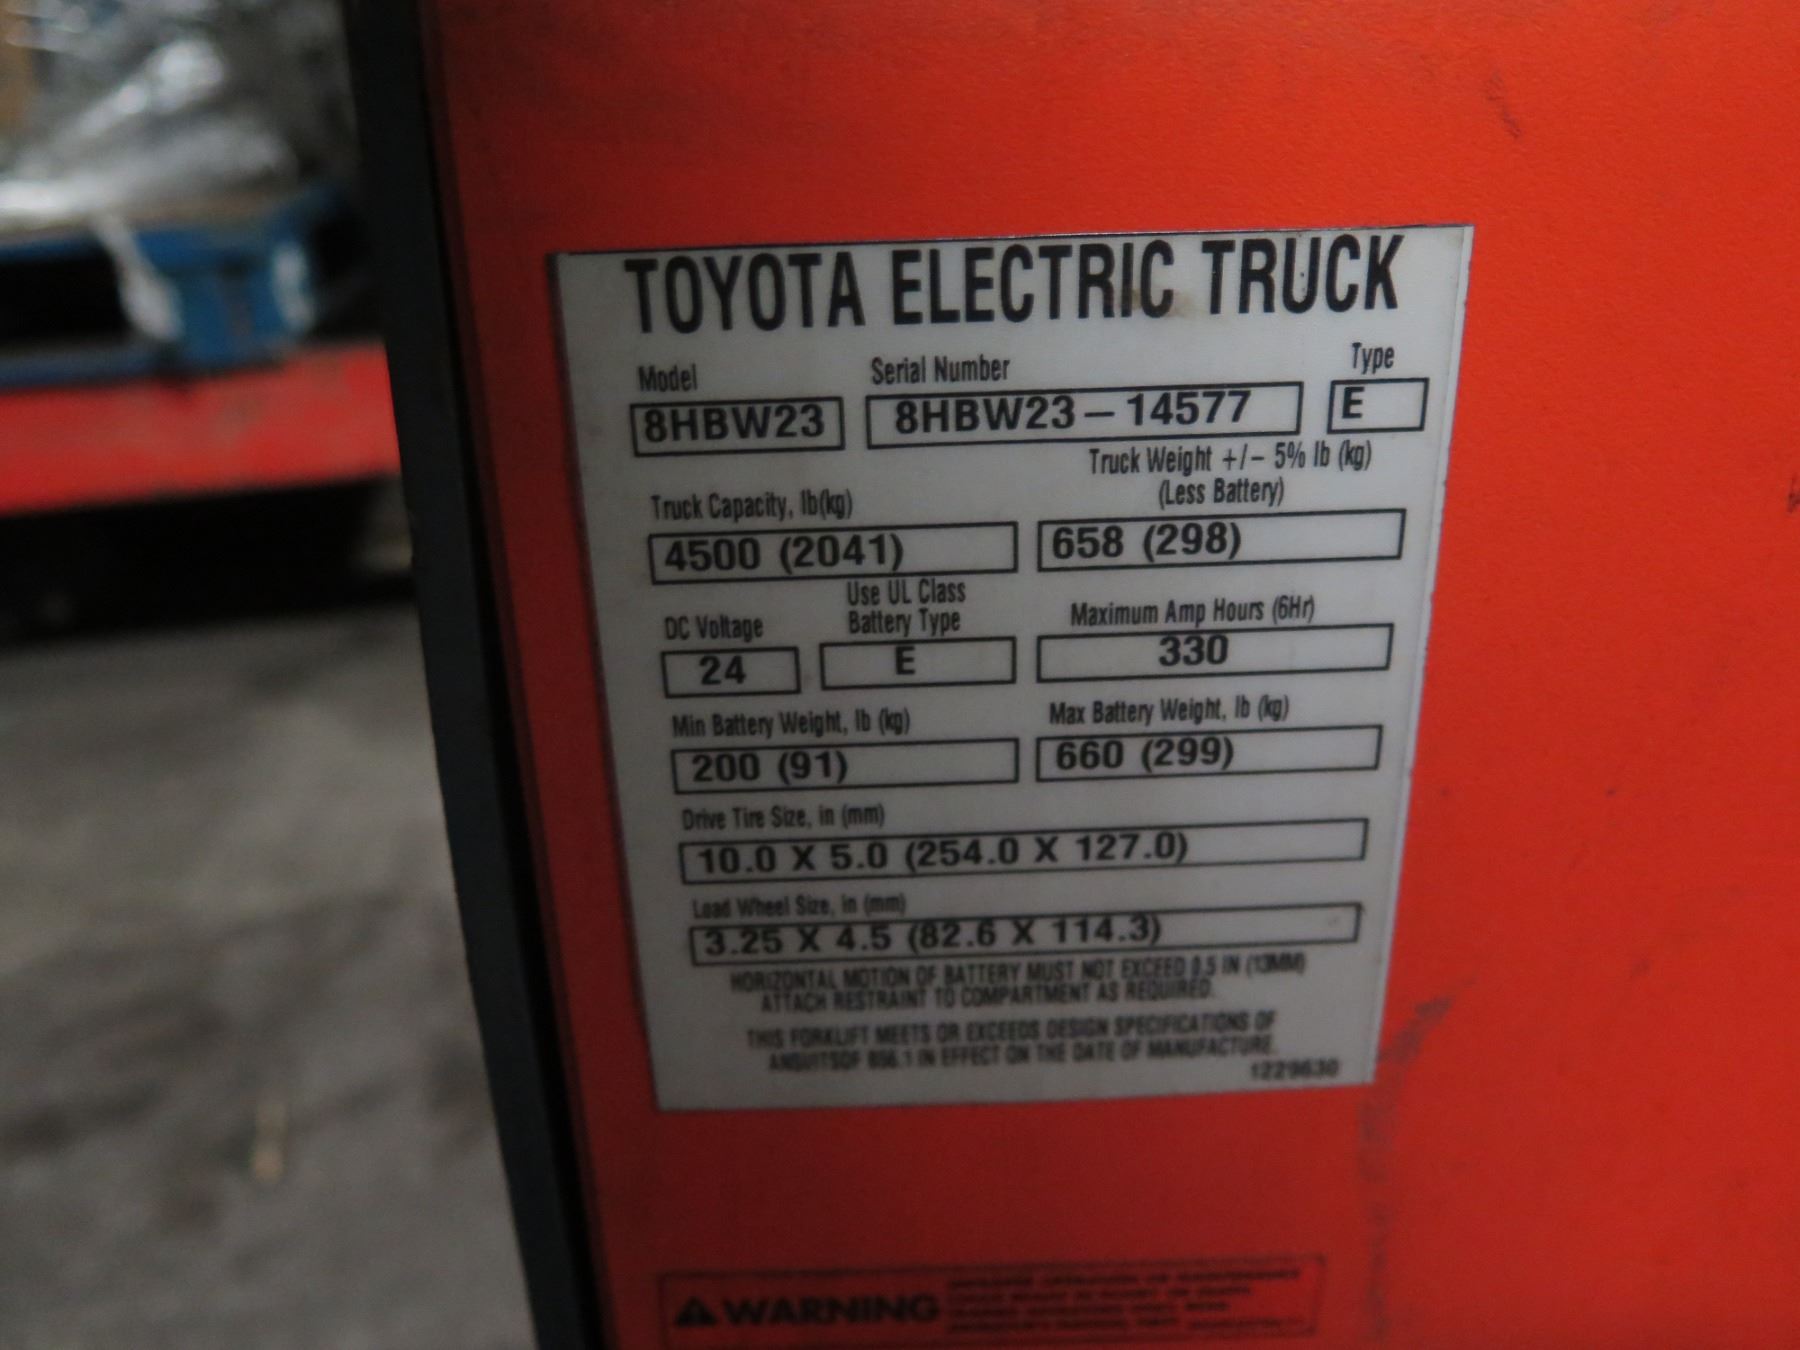 TOYOTA ELECTRIC TRUCK
Model Serial Number Type
8HBW23 8HBW23-14577 E
Truck Capacity, lb(kg) Truck Weight +/- 5% lb (kg)
(Less Battery)
4500 (2041) 658 (298)
DC Voltage Use UL Class
Battery Type Maximum Amp Hours (6Hr)
24 E 330
Min Battery Weight, lb (kg) Max Battery Weight, lb (kg)
200 (91) 660 (299)
Drive Tire Size, in (mm)
10.0 X 5.0 (254.0 X 127.0)
Load Wheel Size, in (mm)
3.25 X 4.5 (82.6 X 114.3)
HORIZONTAL MOTION OF BATTERY MUST NOT EXCEED 0.5 IN (13MM)
ATTACH RESTRAINT TO COMPARTMENT AS REQUIRED.
THIS FORKLIFT MEETS OR EXCEEDS DESIGN SPECIFICATIONS OF
ANSI/ITSDF B56.1 IN EFFECT ON THE DATE OF MANUFACTURE.
1229630
WARNING